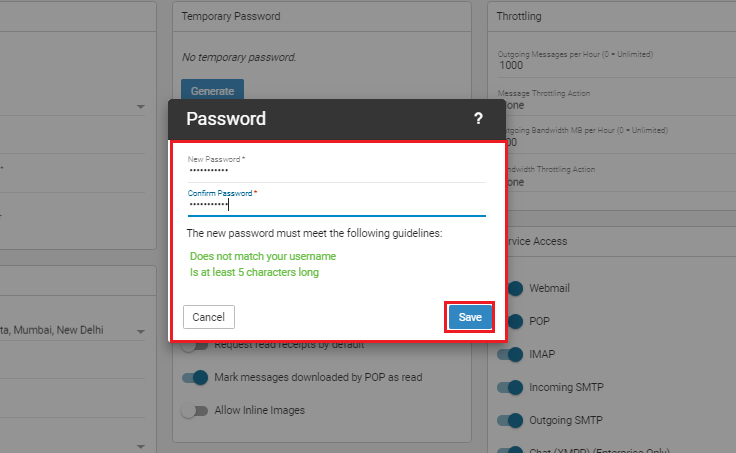 Temporary Password
No temporary password.
Generate
Throttling
Outgoing Messages per Hour (0 = Unlimited)
1000
Message Throttling Action
Outgoing Bandwidth MB per Hour (0 = Unlimited)
Bandwidth Throttling Action
Password
?
New Password *
•••••••••••
Confirm Password *
•••••••••••
The new password must meet the following guidelines:
Does not match your username
Is at least 5 characters long
Cancel
Save
ta, Mumbai, New Delhi
Request read receipts by default
Mark messages downloaded by POP as read
Allow Inline Images
Service Access
Webmail
POP
IMAP
Incoming SMTP
Outgoing SMTP
Chat (XMPP) (Enterprise Only)